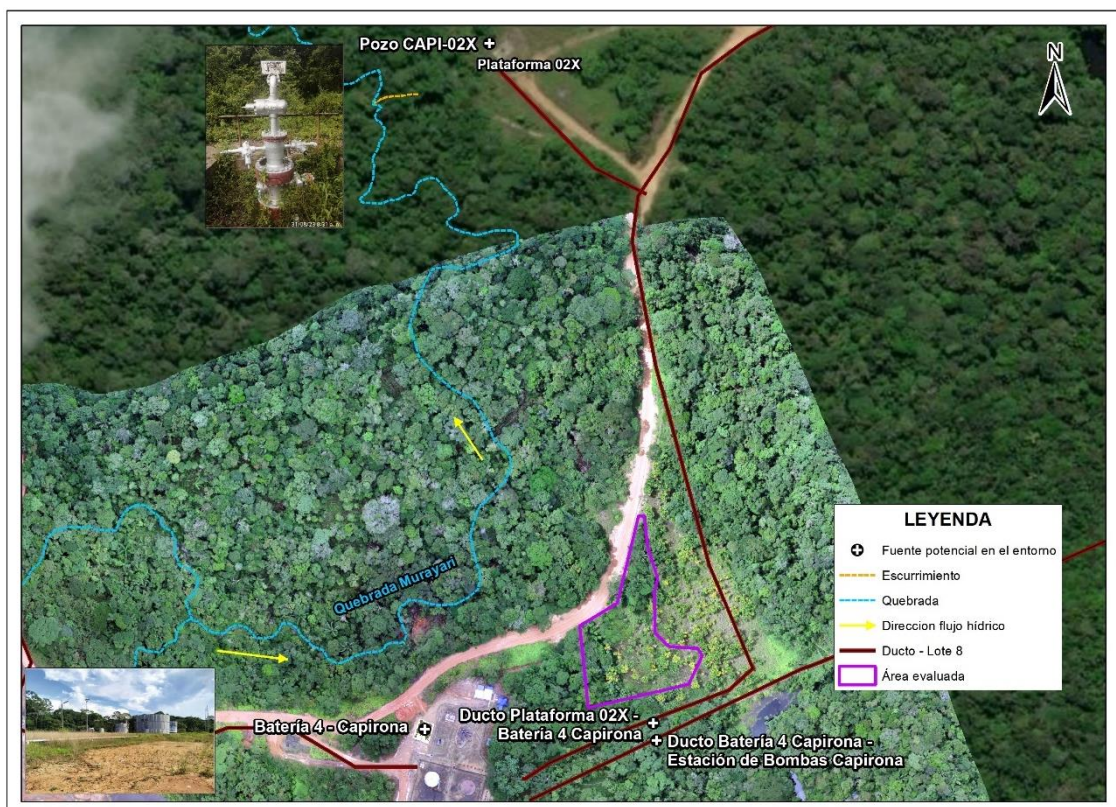 Pozo CAPI-02X
Plataforma 02X
N
Quebrada Murayari
Batería 4 - Capirona
Ducto Plataforma 02X -
Batería 4 Capirona
Ducto Batería 4 Capirona -
Estación de Bombas Capirona
LEYENDA
Fuente potencial en el entorno
Escurrimiento
Quebrada
Direccion flujo hídrico
Ducto - Lote 8
Área evaluada